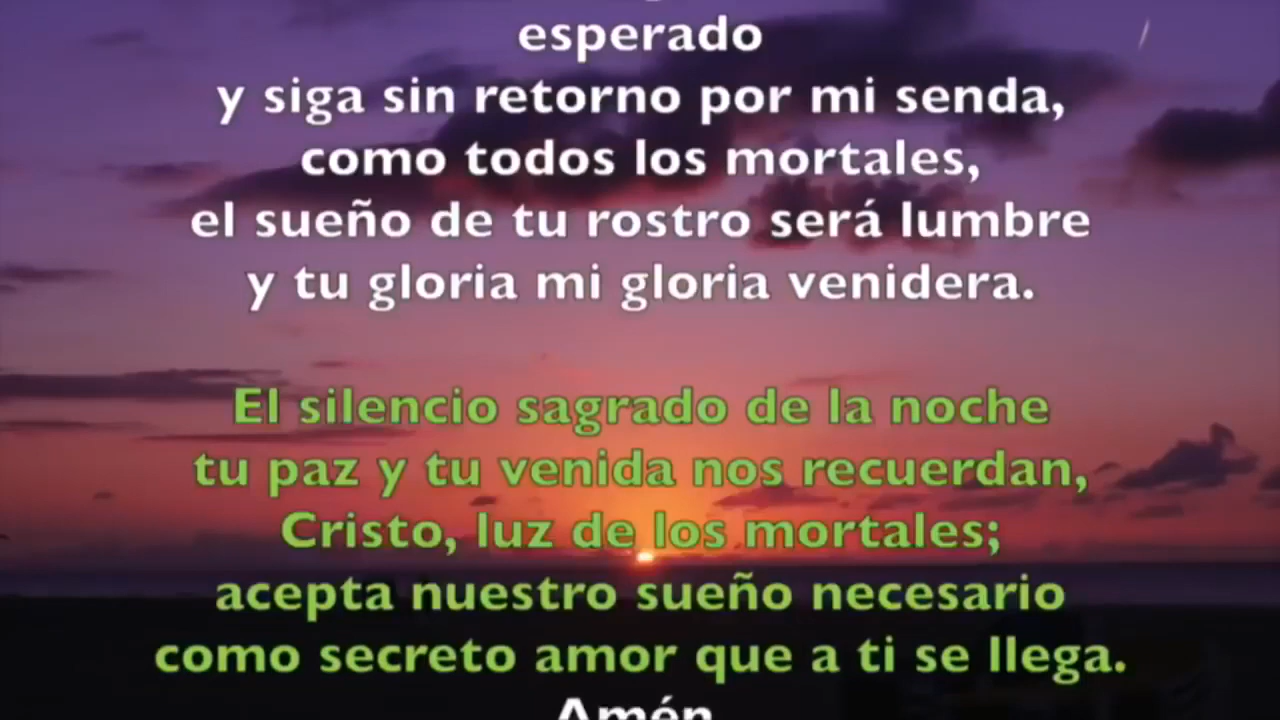 esperado
y siga sin retorno por mi senda,
como todos los mortales,
el sueño de tu rostro será lumbre
y tu gloria mi gloria venidera.
El silencio sagrado de la noche
tu paz y tu venida nos recuerdan,
Cristo, luz de los mortales;
acepta nuestro sueño necesario
como secreto amor que a ti se llega.
Amén